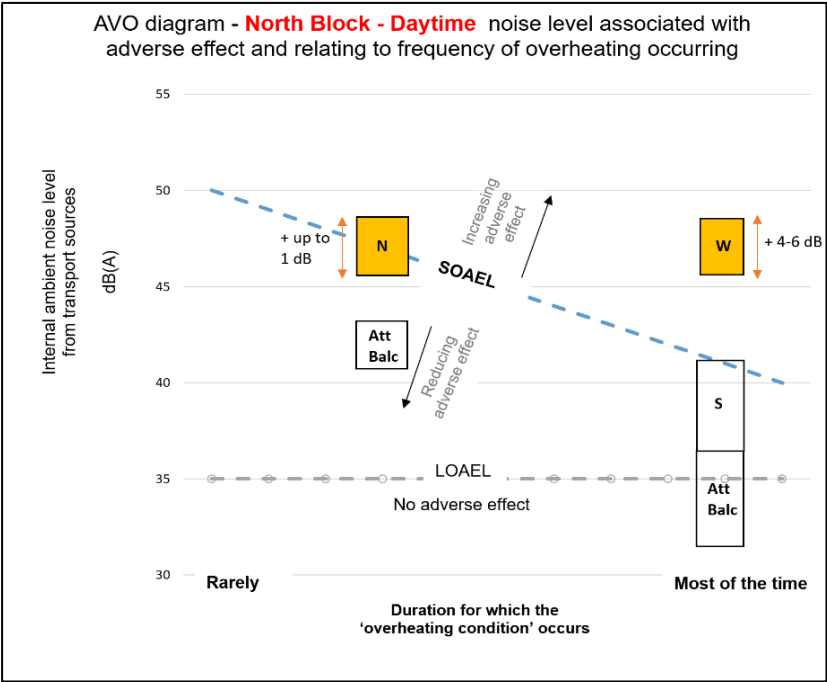 AVO diagram - North Block - Daytime noise level associated with
adverse effect and relating to frequency of overheating occurring
Internal ambient noise level
from transport sources
dB(A)
55
50
45
40
35
30
+ up to
1 dB
N
Increasing
adverse
effect
SOAEL
W
+ 4-6 dB
Att
Balc
Reducing
adverse effect
S
LOAEL
No adverse effect
Att
Balc
Rarely
Most of the time
Duration for which the
‘overheating condition’ occurs